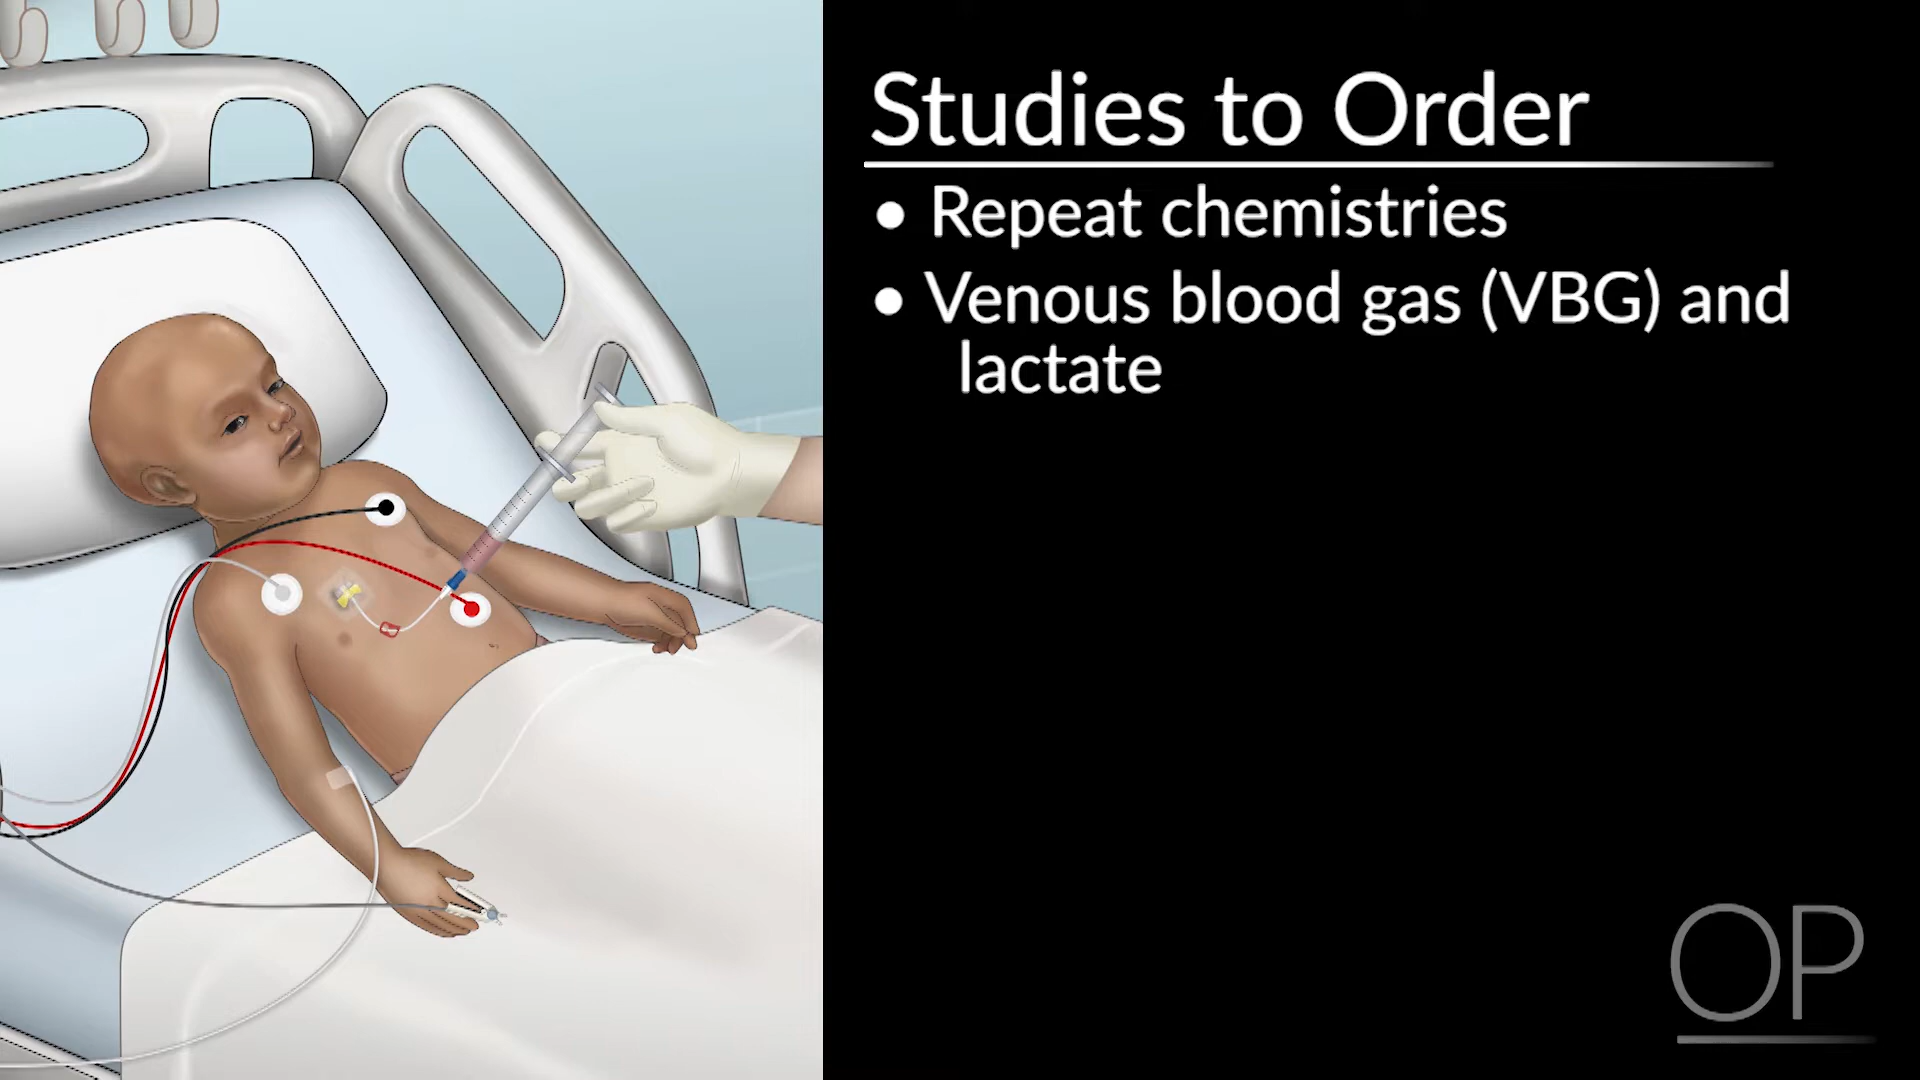 Studies to Order
• Repeat chemistries
• Venous blood gas (VBG) and
lactate
OP